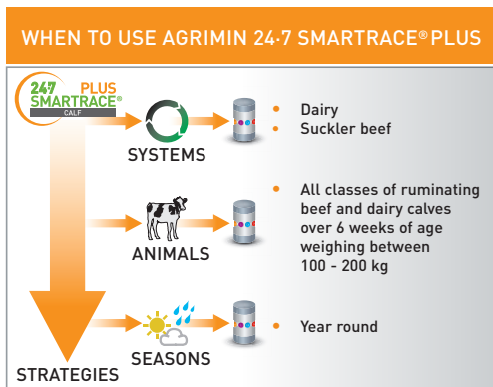 WHEN TO USE AGRIMIN 24·7 SMARTRACE® PLUS
24·7 PLUS
SMARTRACE®
CALF
SYSTEMS
• Dairy
• Suckler beef
ANIMALS
• All classes of ruminating
beef and dairy calves
over 6 weeks of age
weighing between
100 - 200 kg
SEASONS
• Year round
STRATEGIES